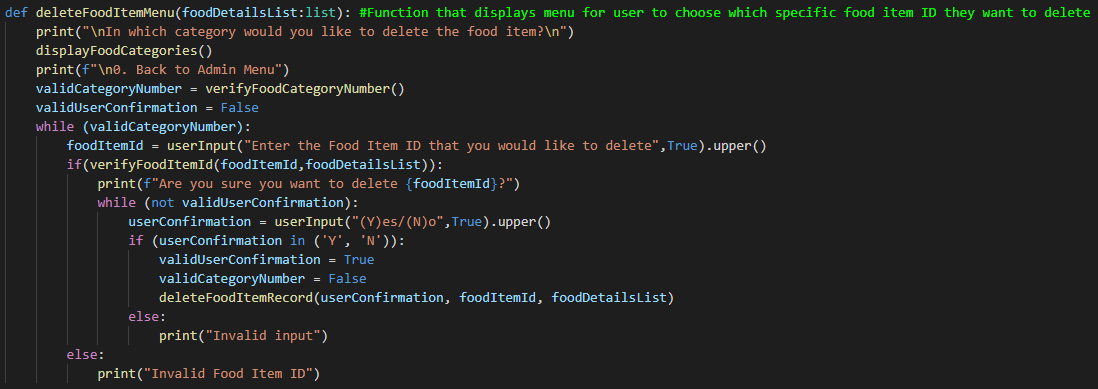 def deleteFoodItemMenu(foodDetailsList:list): #Function that displays menu for user to choose which specific food item ID they want to delete
    print("\nIn which category would you like to delete the food item?\n")
    displayFoodCategories()
    print(f"\n0. Back to Admin Menu")
    validCategoryNumber = verifyFoodCategoryNumber()
    validUserConfirmation = False
    while (validCategoryNumber):
        foodItemId = userInput("Enter the Food Item ID that you would like to delete",True).upper()
        if(verifyFoodItemId(foodItemId,foodDetailsList)):
            print(f"Are you sure you want to delete {foodItemId}?")
            while (not validUserConfirmation):
                userConfirmation = userInput("(Y)es/(N)o",True).upper()
                if (userConfirmation in ('Y', 'N')):
                    validUserConfirmation = True
                    validCategoryNumber = False
                    deleteFoodItemRecord(userConfirmation, foodItemId, foodDetailsList)
                else:
                    print("Invalid input")
        else:
            print("Invalid Food Item ID")